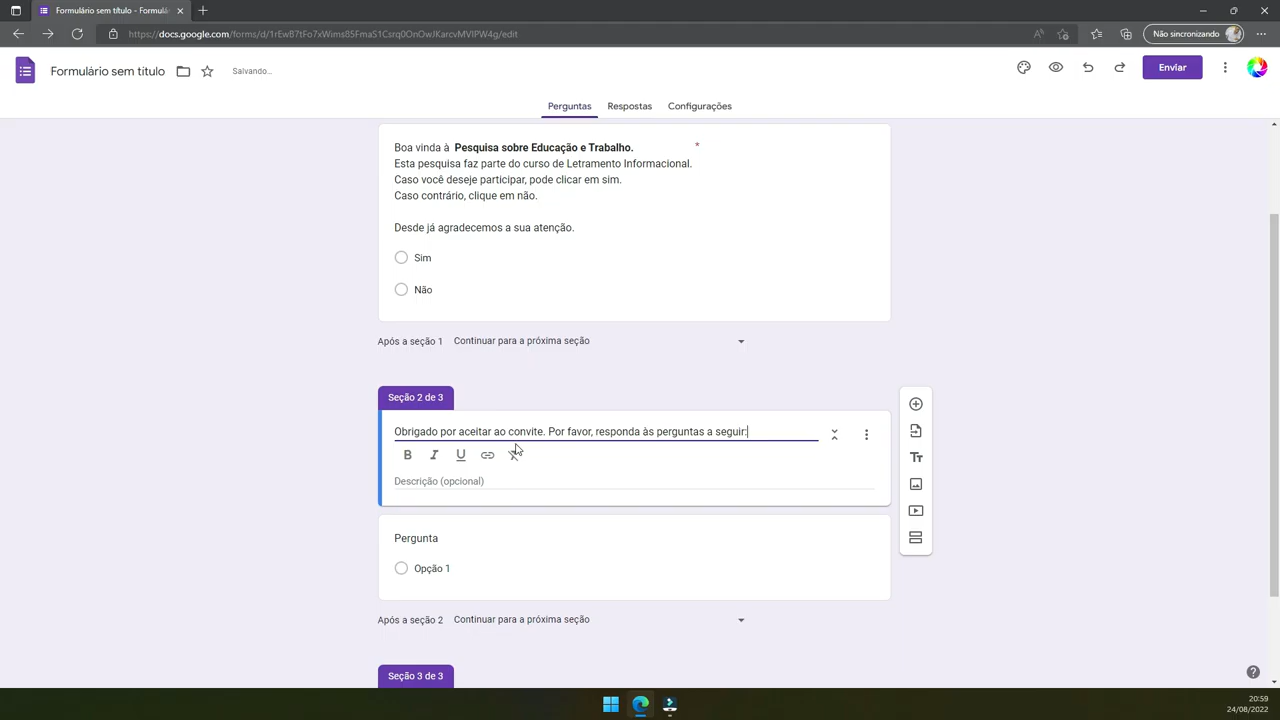 Formulário sem título - Formulá
https://docs.google.com/forms/d/1rEwB7tFo7xWims85FmaS1Csrq0OnOwJKarcvMVlPW4g/edit
Não sincronizando
Formulário sem título
Salvando...
Enviar
Perguntas Respostas Configurações
Boa vinda à Pesquisa sobre Educação e Trabalho. *
Esta pesquisa faz parte do curso de Letramento Informacional.
Caso você deseje participar, pode clicar em sim.
Caso contrário, clique em não.
Desde já agradecemos a sua atenção.
Sim
Não
Após a seção 1 Continuar para a próxima seção
Seção 2 de 3
Obrigado por aceitar ao convite. Por favor, responda às perguntas a seguir:
B I U
Descrição (opcional)
Tт
Pergunta
Opção 1
Após a seção 2 Continuar para a próxima seção
Seção 3 de 3
20:59
24/08/2022